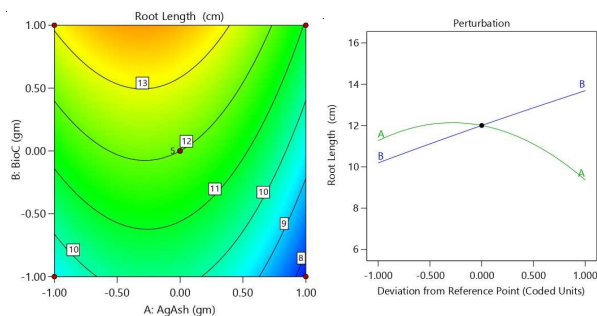 Root Length (cm)
B: BioC (gm)
1.00
0.50
0.00
-0.50
-1.00
13
12
5
11
10
9
8
10
-1.00 -0.50 0.00 0.50 1.00
A: AgAsh (gm)
Perturbation
Root Length (cm)
16
14
12
10
8
6
A
B
B
A
-1.000 -0.500 0.000 0.500 1.000
Deviation from Reference Point (Coded Units)